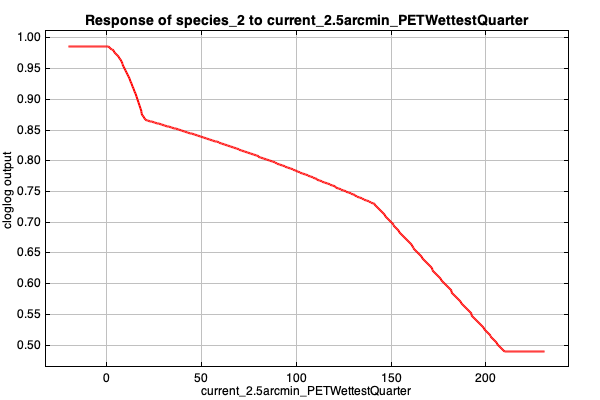 Response of species_2 to current_2.5arcmin_PETWettestQuarter
cloglog output
1.00
0.95
0.90
0.85
0.80
0.75
0.70
0.65
0.60
0.55
0.50
0 50 100 150 200
current_2.5arcmin_PETWettestQuarter